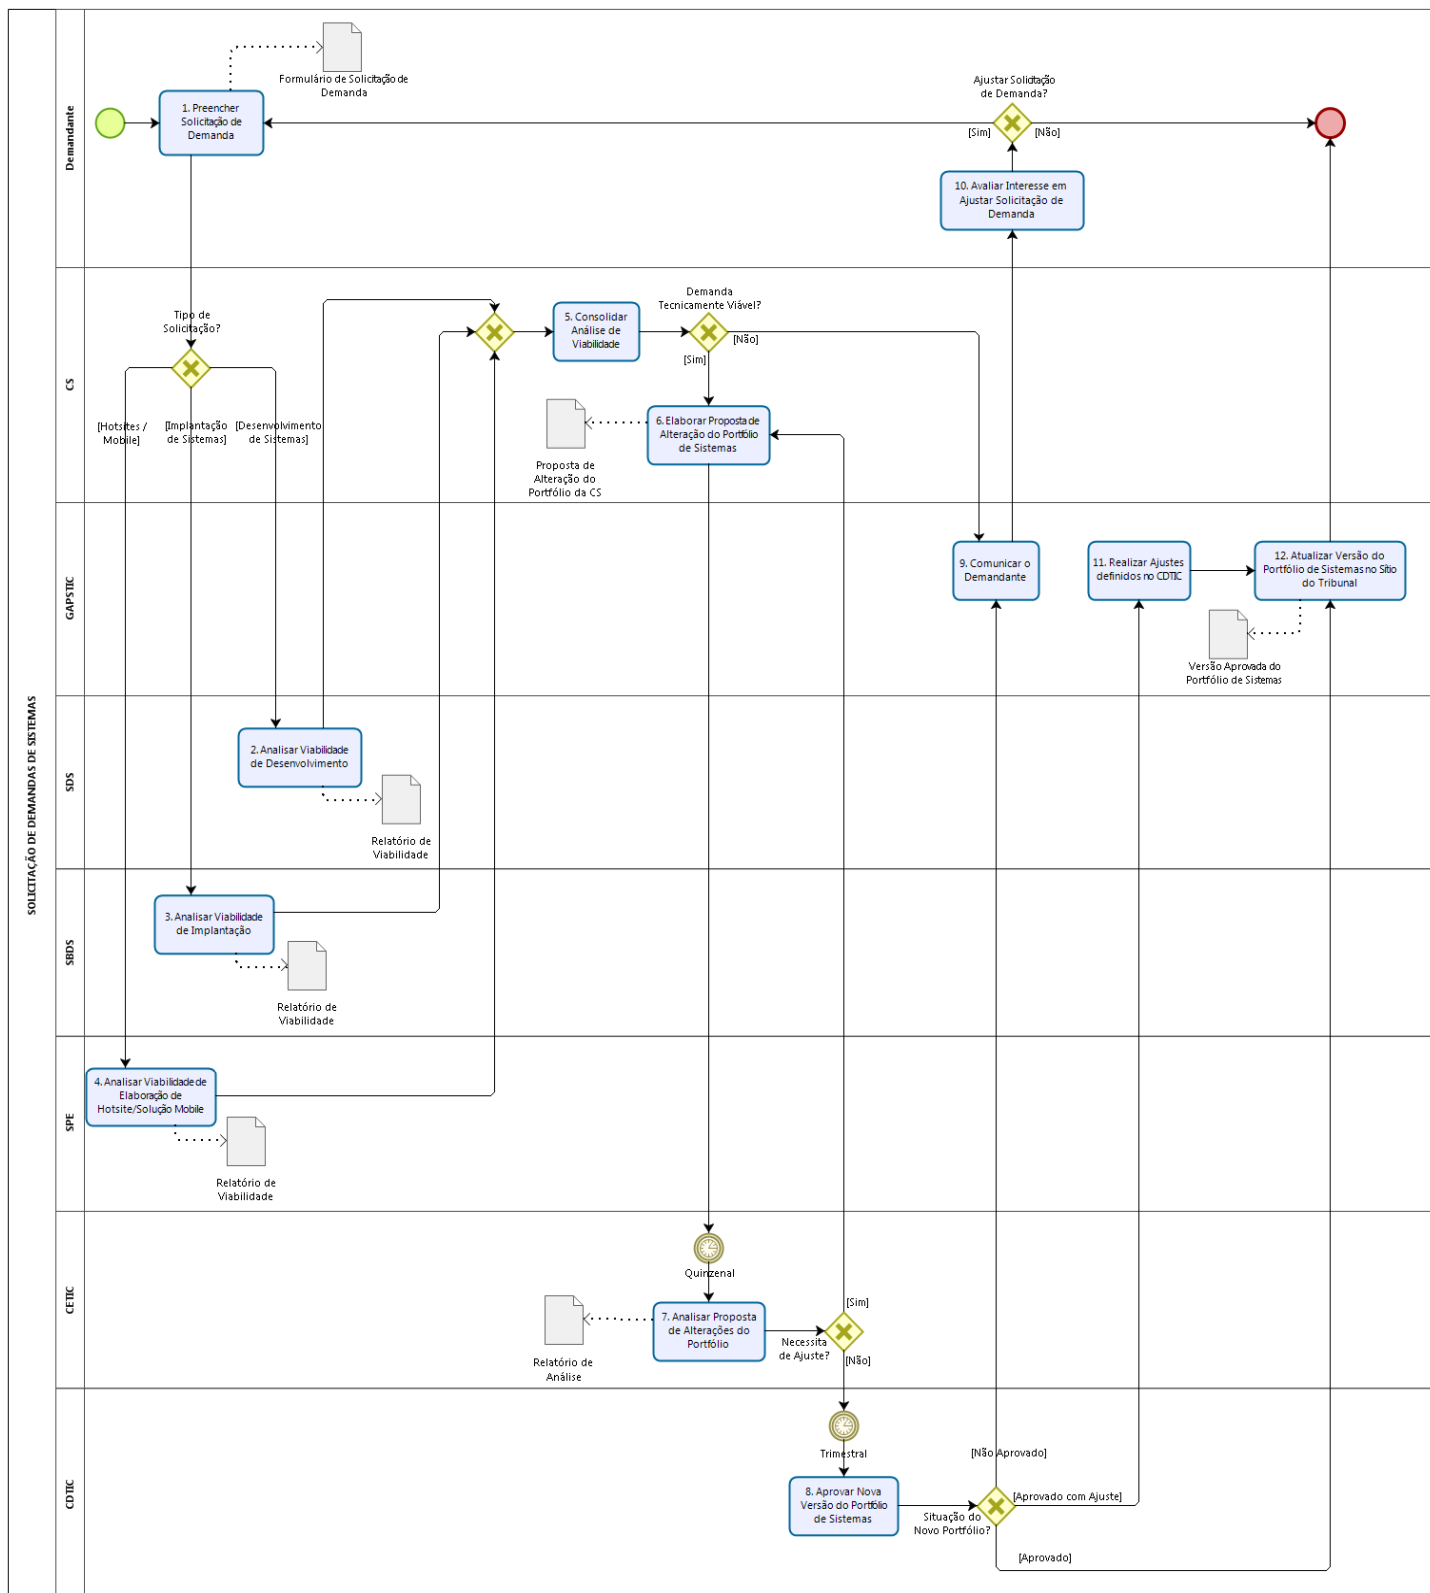 SOLICITAÇÃO DE DEMANDAS DE SISTEMAS
Demandante
Formulário de Solicitação de
Demanda
1. Preencher
Solicitação de
Demanda
Ajustar Solicitação
de Demanda?
[Sim]
[Não]
10. Avaliar Interesse em
Ajustar Solicitação de
Demanda
CS
Tipo de
Solicitação?
[Hotsites /
Mobile]
[Implantação
de Sistemas]
[Desenvolvimento
de Sistemas]
5. Consolidar
Análise de
Viabilidade
Demanda
Tecnicamente Viável?
[Não]
[Sim]
6. Elaborar Proposta de
Alteração do Portfólio
de Sistemas
Proposta de
Alteração do
Portfólio da CS
GAPSTIC
9. Comunicar o
Demandante
11. Realizar Ajustes
definidos no CDTIC
12. Atualizar Versão do
Portfólio de Sistemas no Sítio
do Tribunal
Versão Aprovada do
Portfólio de Sistemas
SDS
2. Analisar Viabilidade
de Desenvolvimento
Relatório de
Viabilidade
SBDS
3. Analisar Viabilidade
de Implantação
Relatório de
Viabilidade
SPE
4. Analisar Viabilidade de
Elaboração de
Hotsite/Solução Mobile
Relatório de
Viabilidade
CETIC
Quinzenal
7. Analisar Proposta
de Alterações do
Portfólio
Relatório de
Análise
Necessita
de Ajuste?
[Sim]
[Não]
CDTIC
Trimestral
8. Aprovar Nova
Versão do Portfólio
de Sistemas
Situação do
Novo Portfólio?
[Não Aprovado]
[Aprovado com Ajuste]
[Aprovado]